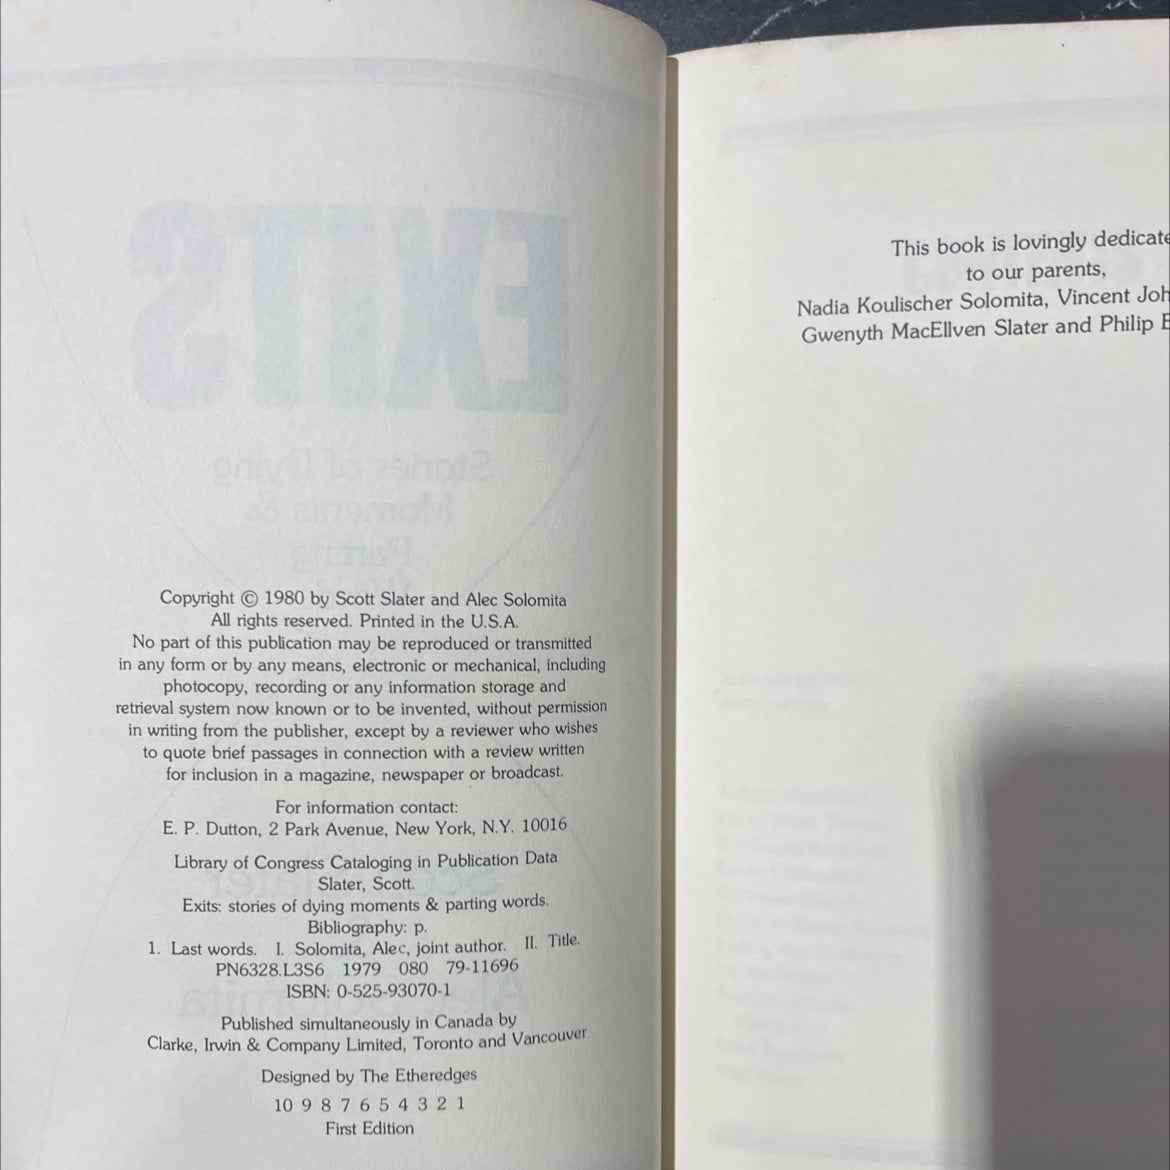 EXITS
Stories of Dying
Moments &
Parting
Copyright © 1980 by Scott Slater and Alec Solomita
All rights reserved. Printed in the U.S.A.
No part of this publication may be reproduced or transmitted
in any form or by any means, electronic or mechanical, including
photocopy, recording or any information storage and
retrieval system now known or to be invented, without permission
in writing from the publisher, except by a reviewer who wishes
to quote brief passages in connection with a review written
for inclusion in a magazine, newspaper or broadcast.
For information contact:
E. P. Dutton, 2 Park Avenue, New York, N.Y. 10016
Library of Congress Cataloging in Publication Data
Slater, Scott.
Exits: stories of dying moments & parting words.
Bibliography: p.
1. Last words. I. Solomita, Alec, joint author. II. Title.
PN6328.L3S6 1979 080 79-11696
ISBN: 0-525-93070-1
Published simultaneously in Canada by
Clarke, Irwin & Company Limited, Toronto and Vancouver
Designed by The Etheredges
10 9 8 7 6 5 4 3 2 1
First Edition
This book is lovingly dedicate
to our parents,
Nadia Koulischer Solomita, Vincent Joh
Gwenyth MacEllven Slater and Philip E